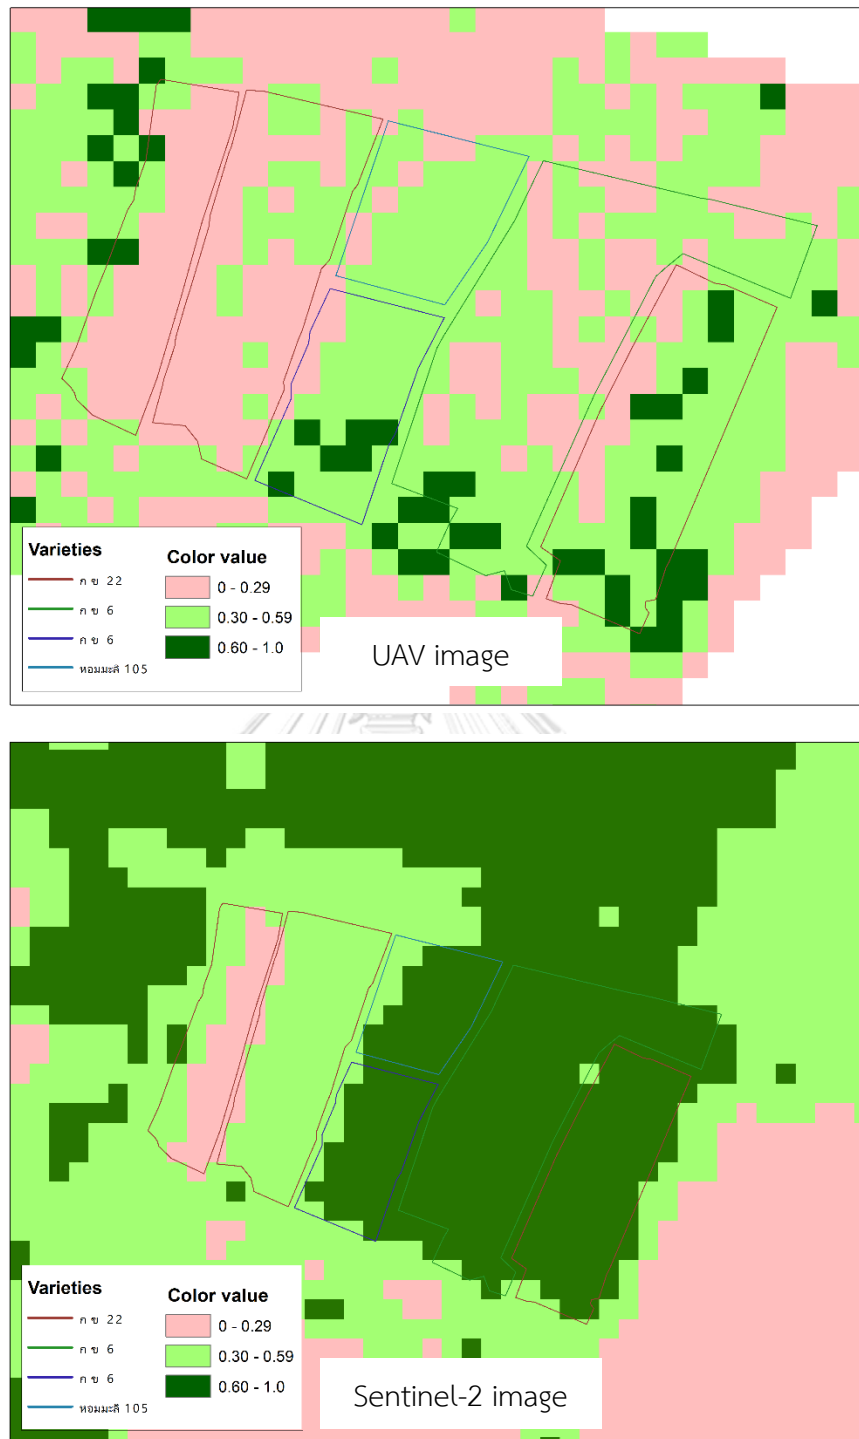 Varieties
ก ข 22
ก ข 6
ก ข 6
หอมมะลิ 105
Color value
0 - 0.29
0.30 - 0.59
0.60 - 1.0
UAV image
Varieties
ก ข 22
ก ข 6
ก ข 6
หอมมะลิ 105
Color value
0 - 0.29
0.30 - 0.59
0.60 - 1.0
Sentinel-2 image